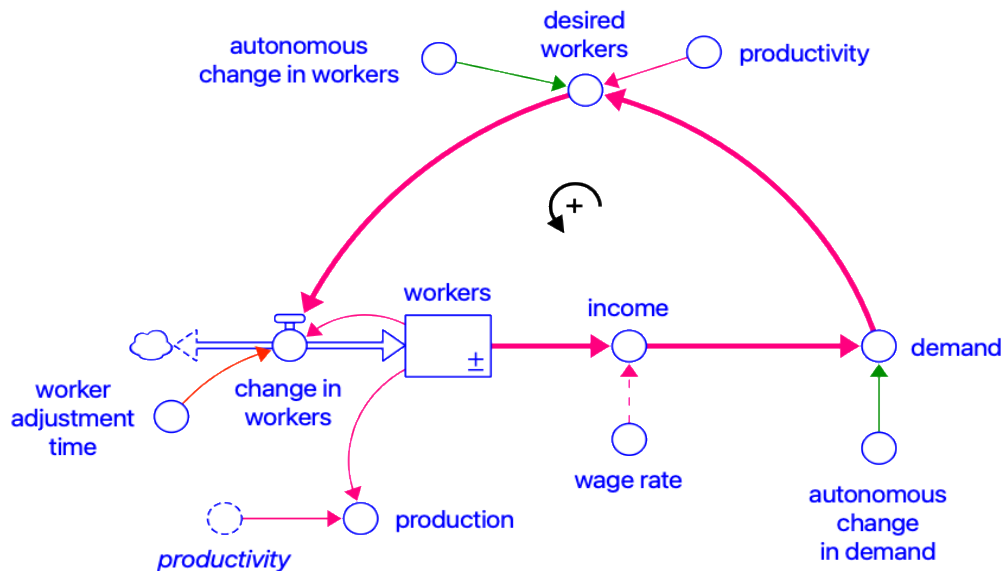 desired
workers
autonomous
change in workers
productivity
+
workers
income
±
demand
worker
adjustment
time
change in
workers
wage rate
autonomous
change
in demand
production
productivity